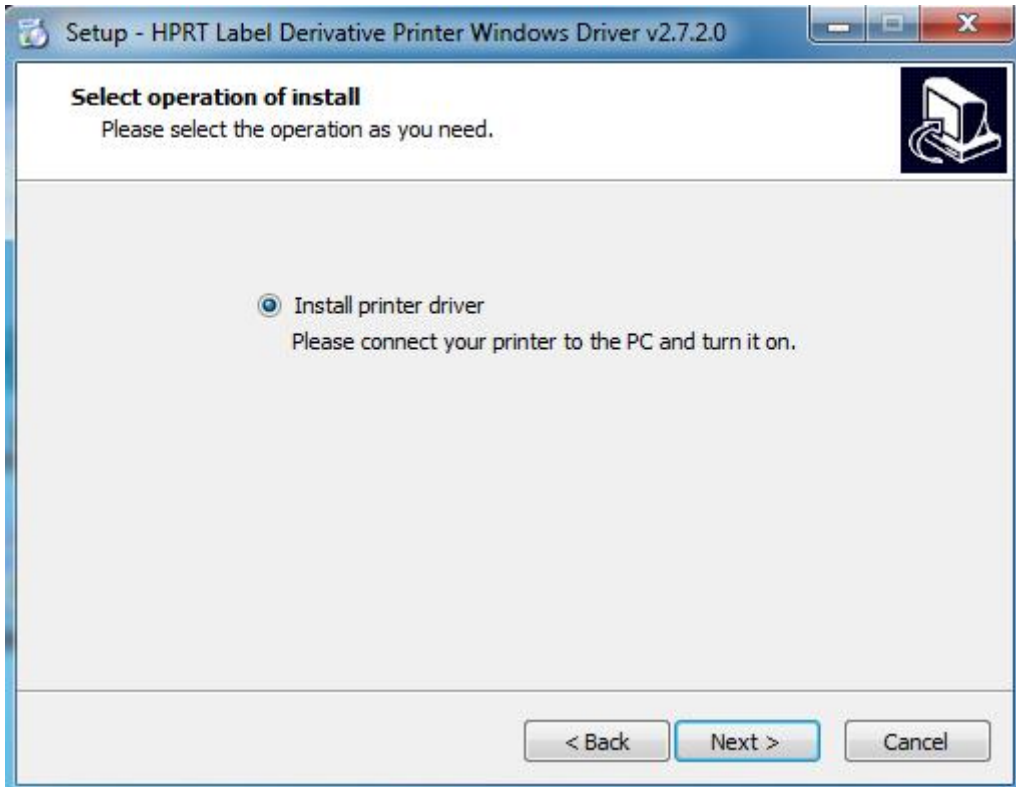 Setup - HPRT Label Derivative Printer Windows Driver v2.7.2.0
Select operation of install
Please select the operation as you need.
Install printer driver
Please connect your printer to the PC and turn it on.
< Back Next > Cancel